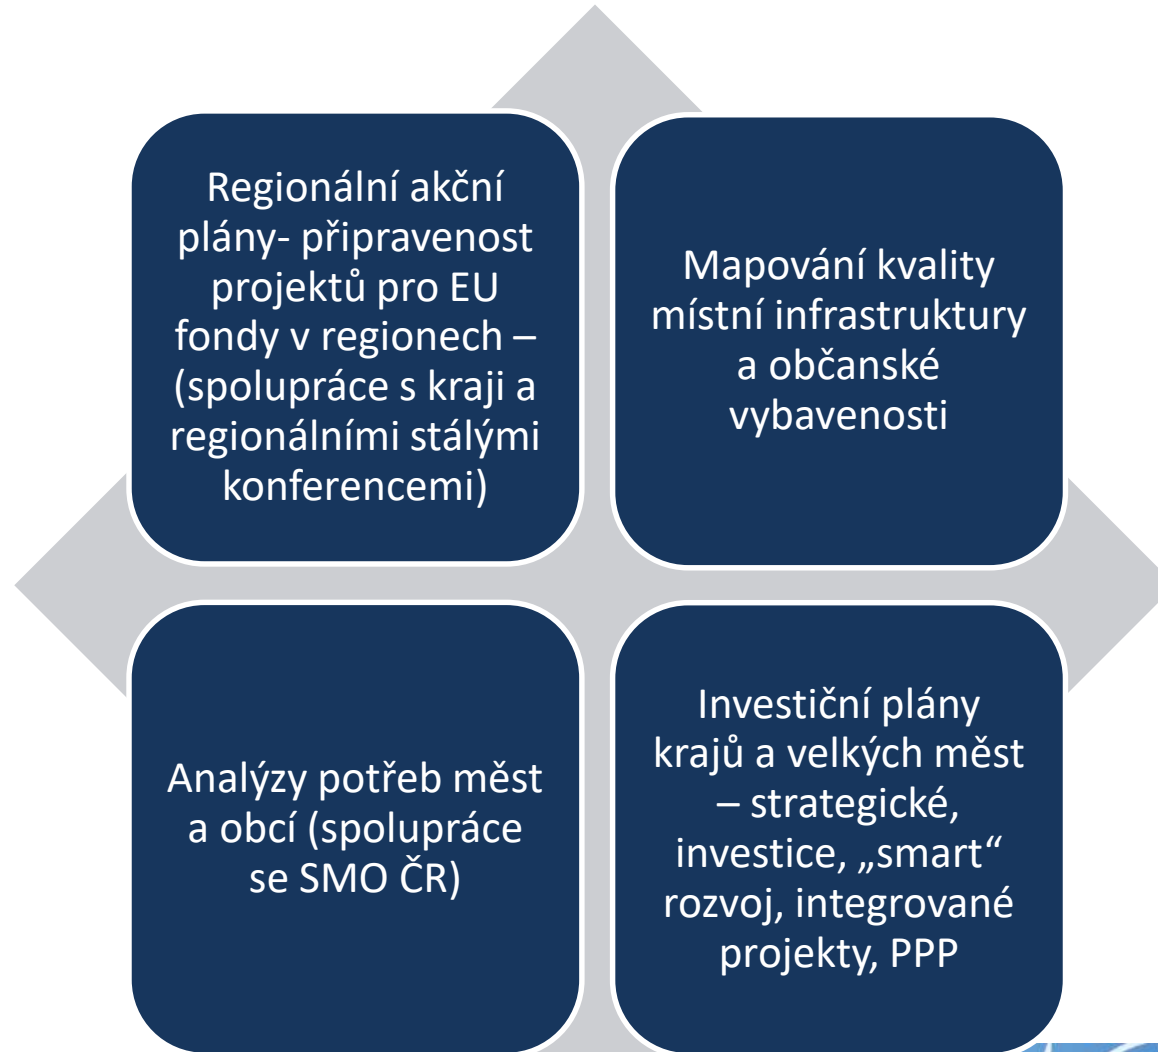 Regionální akční
plány- připravenost
projektů pro EU
fondy v regionech –
(spolupráce s kraji a
regionálními stálými
konferencemi)
Mapování kvality
místní infrastruktury
a občanské
vybavenosti
Analýzy potřeb měst
a obcí (spolupráce
se SMO ČR)
Investiční plány
krajů a velkých měst
– strategické,
investice, „smart“
rozvoj, integrované
projekty, PPP